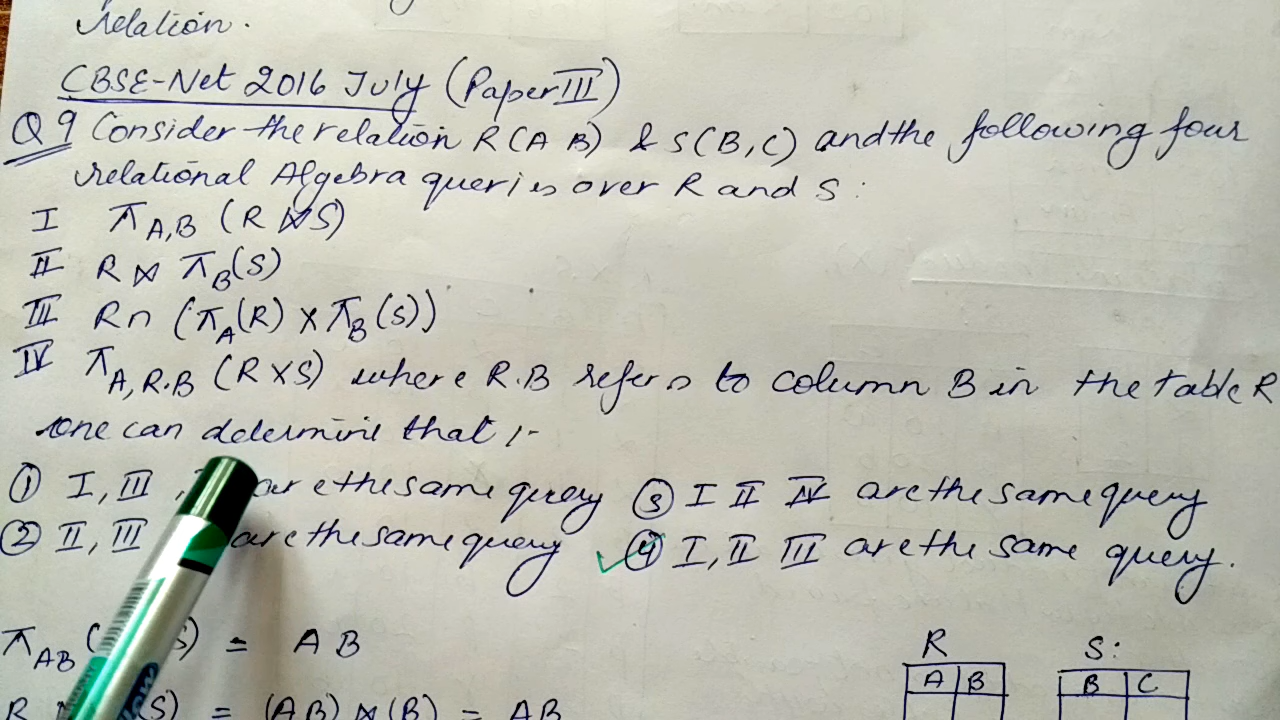 relation.
CBSE-Net 2016 July (Paper III)
Q9 Consider the relation R(A B) & S(B,C) and the following four
relational Algebra queries over R and S:
I π A,B (R ⋈ S)
II R ⋈ π B (S)
III R ∩ (π A (R) × π B (S))
IV π A, R.B (R × S) where R.B refers to column B in the table R
one can determine that :-
① I, III, are the same query ③ I II IV are the same query
② II, III are the same query ✓④ I, II III are the same query.
π AB ( S) = A B
R (S) = (AB) ⋈ (B) = AB
R S:
A B B C